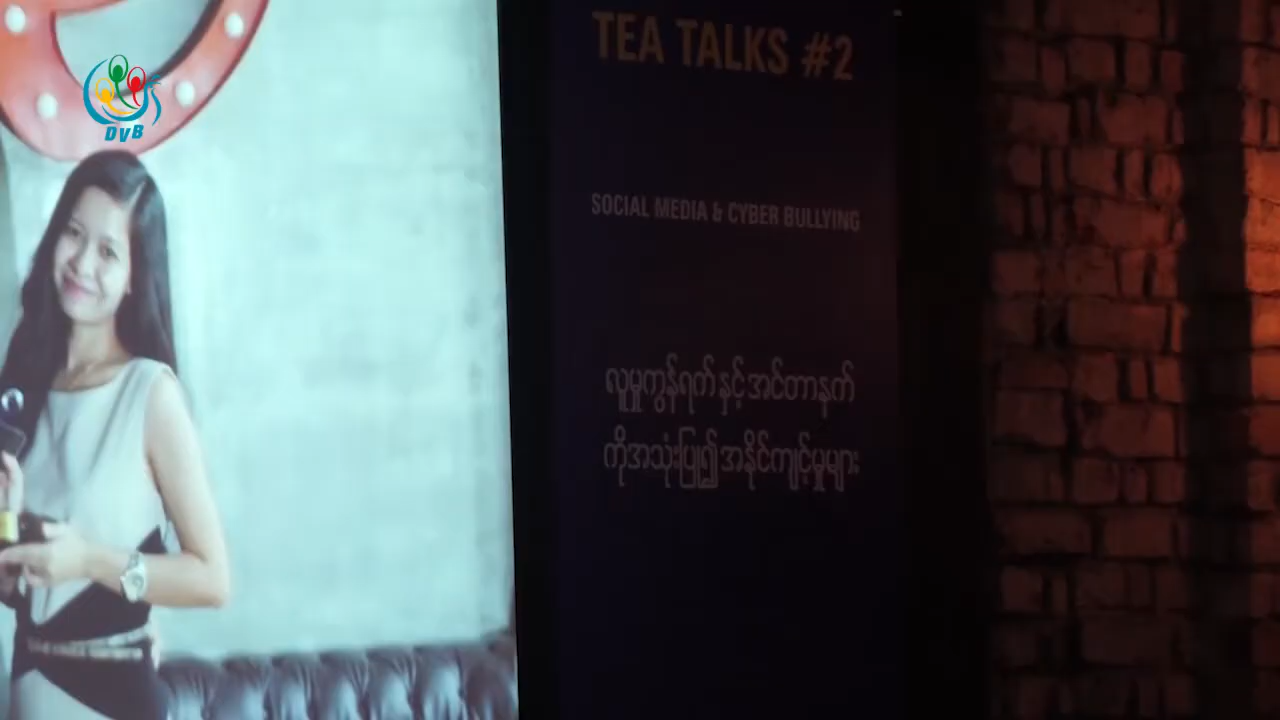 DVB
TEA TALKS #2
SOCIAL MEDIA & CYBER BULLYING
လူမှုကွန်ရက်နှင့်အင်တာနက်
ကိုအသုံးပြု၍အနိုင်ကျင့်မှုများ